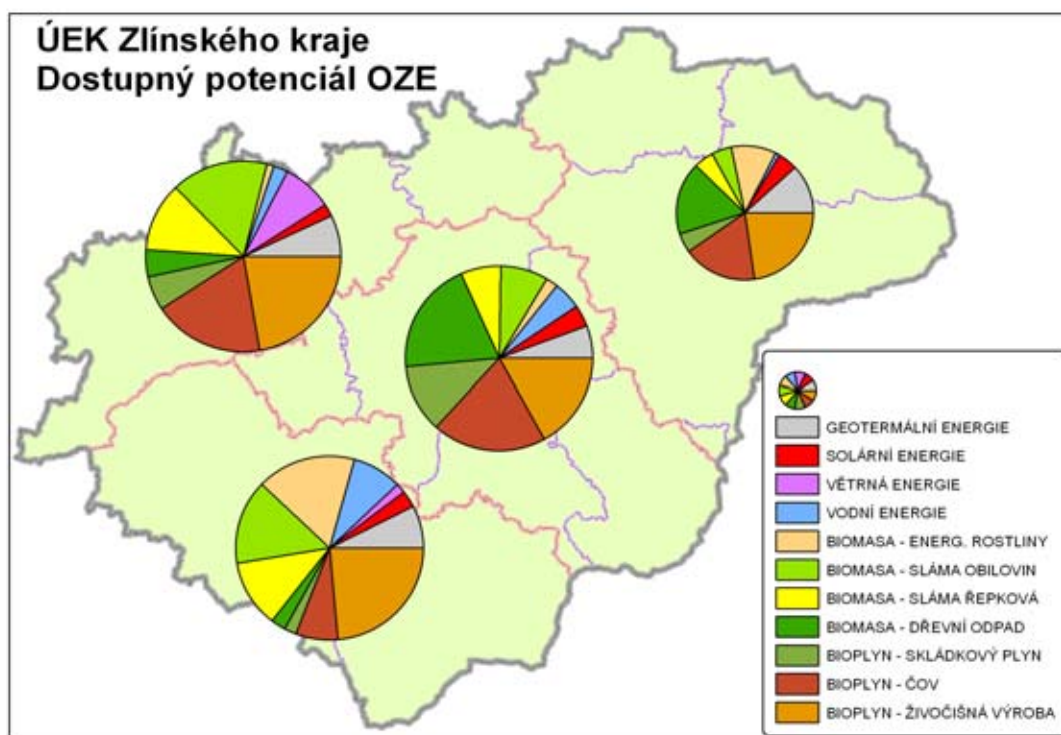 ÚEK Zlínského kraje
Dostupný potenciál OZE
GEOTERMÁLNÍ ENERGIE
SOLÁRNÍ ENERGIE
VĚTRNÁ ENERGIE
VODNÍ ENERGIE
BIOMASA - ENERG. ROSTLINY
BIOMASA - SLÁMA OBILOVIN
BIOMASA - SLÁMA ŘEPKOVÁ
BIOMASA - DŘEVNÍ ODPAD
BIOPLYN - SKLÁDKOVÝ PLYN
BIOPLYN - ČOV
BIOPLYN - ŽIVOČIŠNÁ VÝROBA